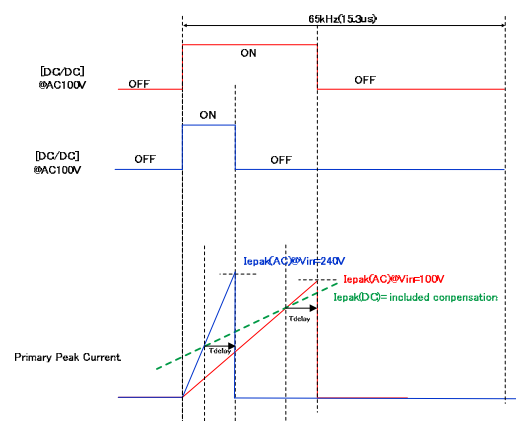 65kHz(15.3us)
ON
[DC/DC]
@AC100V
OFF
OFF
ON
[DC/DC]
@AC100V
OFF
OFF
Iepak(AC)@Vin=240V
Iepak(AC)@Vin=100V
Iepak(DC)= included compensation
Tdelay
Tdelay
Primary Peak Current